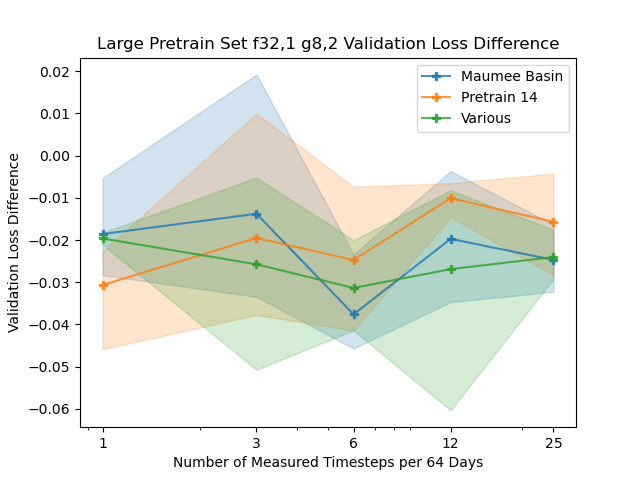 Large Pretrain Set f32,1 g8,2 Validation Loss Difference
Maumee Basin
Pretrain 14
Various
Validation Loss Difference
0.02
0.01
0.00
−0.01
−0.02
−0.03
−0.04
−0.05
−0.06
1 3 6 12 25
Number of Measured Timesteps per 64 Days